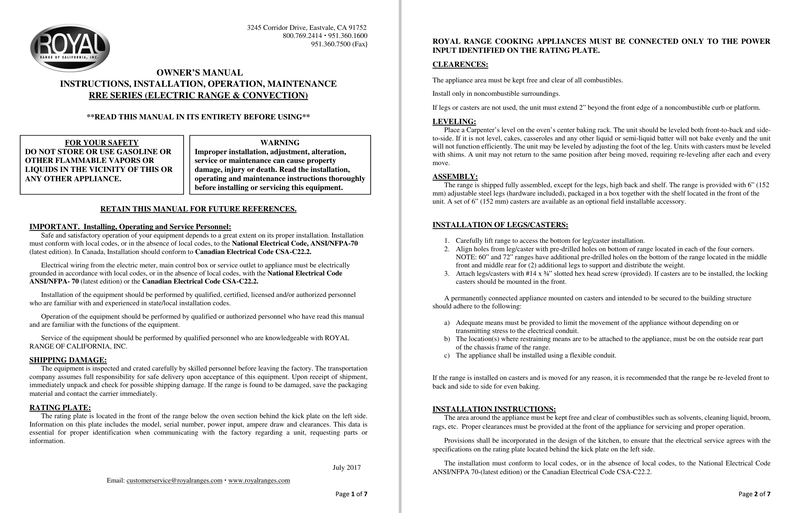 ROYAL
RANGE OF CALIFORNIA, INC.
3245 Corridor Drive, Eastvale, CA 91752
800.769.2414 • 951.360.1600
951.360.7500 (Fax)
OWNER'S MANUAL
INSTRUCTIONS, INSTALLATION, OPERATION, MAINTENANCE
RRE SERIES (ELECTRIC RANGE & CONVECTION)
**READ THIS MANUAL IN ITS ENTIRETY BEFORE USING**
FOR YOUR SAFETY
DO NOT STORE OR USE GASOLINE OR
OTHER FLAMMABLE VAPORS OR
LIQUIDS IN THE VICINITY OF THIS OR
ANY OTHER APPLIANCE.
WARNING
Improper installation, adjustment, alteration,
service or maintenance can cause property
damage, injury or death. Read the installation,
operating and maintenance instructions thoroughly
before installing or servicing this equipment.
RETAIN THIS MANUAL FOR FUTURE REFERENCES.
IMPORTANT. Installing, Operating and Service Personnel:
Safe and satisfactory operation of your equipment depends to a great extent on its proper installation. Installation
must conform with local codes, or in the absence of local codes, to the National Electrical Code, ANSI/NFPA-70
(latest edition). In Canada, Installation should conform to Canadian Electrical Code CSA-C22.2.
Electrical wiring from the electric meter, main control box or service outlet to appliance must be electrically
grounded in accordance with local codes, or in the absence of local codes, with the National Electrical Code
ANSI/NFPA- 70 (latest edition) or the Canadian Electrical Code CSA-C22.2.
Installation of the equipment should be performed by qualified, certified, licensed and/or authorized personnel
who are familiar with and experienced in state/local installation codes.
Operation of the equipment should be performed by qualified or authorized personnel who have read this manual
and are familiar with the functions of the equipment.
Service of the equipment should be performed by qualified personnel who are knowledgeable with ROYAL
RANGE OF CALIFORNIA, INC.
SHIPPING DAMAGE:
The equipment is inspected and crated carefully by skilled personnel before leaving the factory. The transportation
company assumes full responsibility for safe delivery upon acceptance of this equipment. Upon receipt of shipment,
immediately unpack and check for possible shipping damage. If the range is found to be damaged, save the packaging
material and contact the carrier immediately.
RATING PLATE:
The rating plate is located in the front of the range below the oven section behind the kick plate on the left side.
Information on this plate includes the model, serial number, power input, ampere draw and clearances. This data is
essential for proper identification when communicating with the factory regarding a unit, requesting parts or
information.
July 2017
Email: customerservice@royalranges.com • www.royalranges.com
Page 1 of 7
ROYAL RANGE COOKING APPLIANCES MUST BE CONNECTED ONLY TO THE POWER
INPUT IDENTIFIED ON THE RATING PLATE.
CLEARENCES:
The appliance area must be kept free and clear of all combustibles.
Install only in noncombustible surroundings.
If legs or casters are not used, the unit must extend 2" beyond the front edge of a noncombustible curb or platform.
LEVELING:
Place a Carpenter's level on the oven's center baking rack. The unit should be leveled both front-to-back and side-
to-side. If it is not level, cakes, casseroles and any other liquid or semi-liquid batter will not bake evenly and the unit
will not function efficiently. The unit may be leveled by adjusting the foot of the leg. Units with casters must be leveled
with shims. A unit may not return to the same position after being moved, requiring re-leveling after each and every
move.
ASSEMBLY:
The range is shipped fully assembled, except for the legs, high back and shelf. The range is provided with 6" (152
mm) adjustable steel legs (hardware included), packaged in a box together with the shelf located in the front of the
unit. A set of 6" (152 mm) casters are available as an optional field installable accessory.
INSTALLATION OF LEGS/CASTERS:
1. Carefully lift range to access the bottom for leg/caster installation.
2. Align holes from leg/caster with pre-drilled holes on bottom of range located in each of the four corners.
NOTE: 60" and 72" ranges have additional pre-drilled holes on the bottom range located in the middle
front and middle rear for (2) additional legs to support and distribute the weight.
3. Attach legs/casters with #14 x ¾" slotted hex head screw (provided). If casters are to be installed, the locking
casters should be mounted in the front.
A permanently connected appliance mounted on casters and intended to be secured to the building structure
should adhere to the following:
a) Adequate means must be provided to limit the movement of the appliance without depending on or
transmitting stress to the electrical conduit.
b) The location(s) where restraining means are to be attached to the appliance, must be on the outside rear part
of the chassis frame of the range.
c) The appliance shall be installed using a flexible conduit.
If the range is installed on casters and is moved for any reason, it is recommended that the range be re-leveled front to
back and side to side for even baking.
INSTALLATION INSTRUCTIONS:
The area around the appliance must be kept free and clear of combustibles such as solvents, cleaning liquid, broom,
rags, etc. Proper clearances must be provided at the front of the appliance for servicing and proper operation.
Provisions shall be incorporated in the design of the kitchen, to ensure that the electrical service agrees with the
specifications on the rating plate located behind the kick plate on the left side.
The installation must conform to local codes, or in the absence of local codes, to the National Electrical Code
ANSI/NFPA 70-(latest edition) or the Canadian Electrical Code CSA-C22.2.
Page 2 of 7